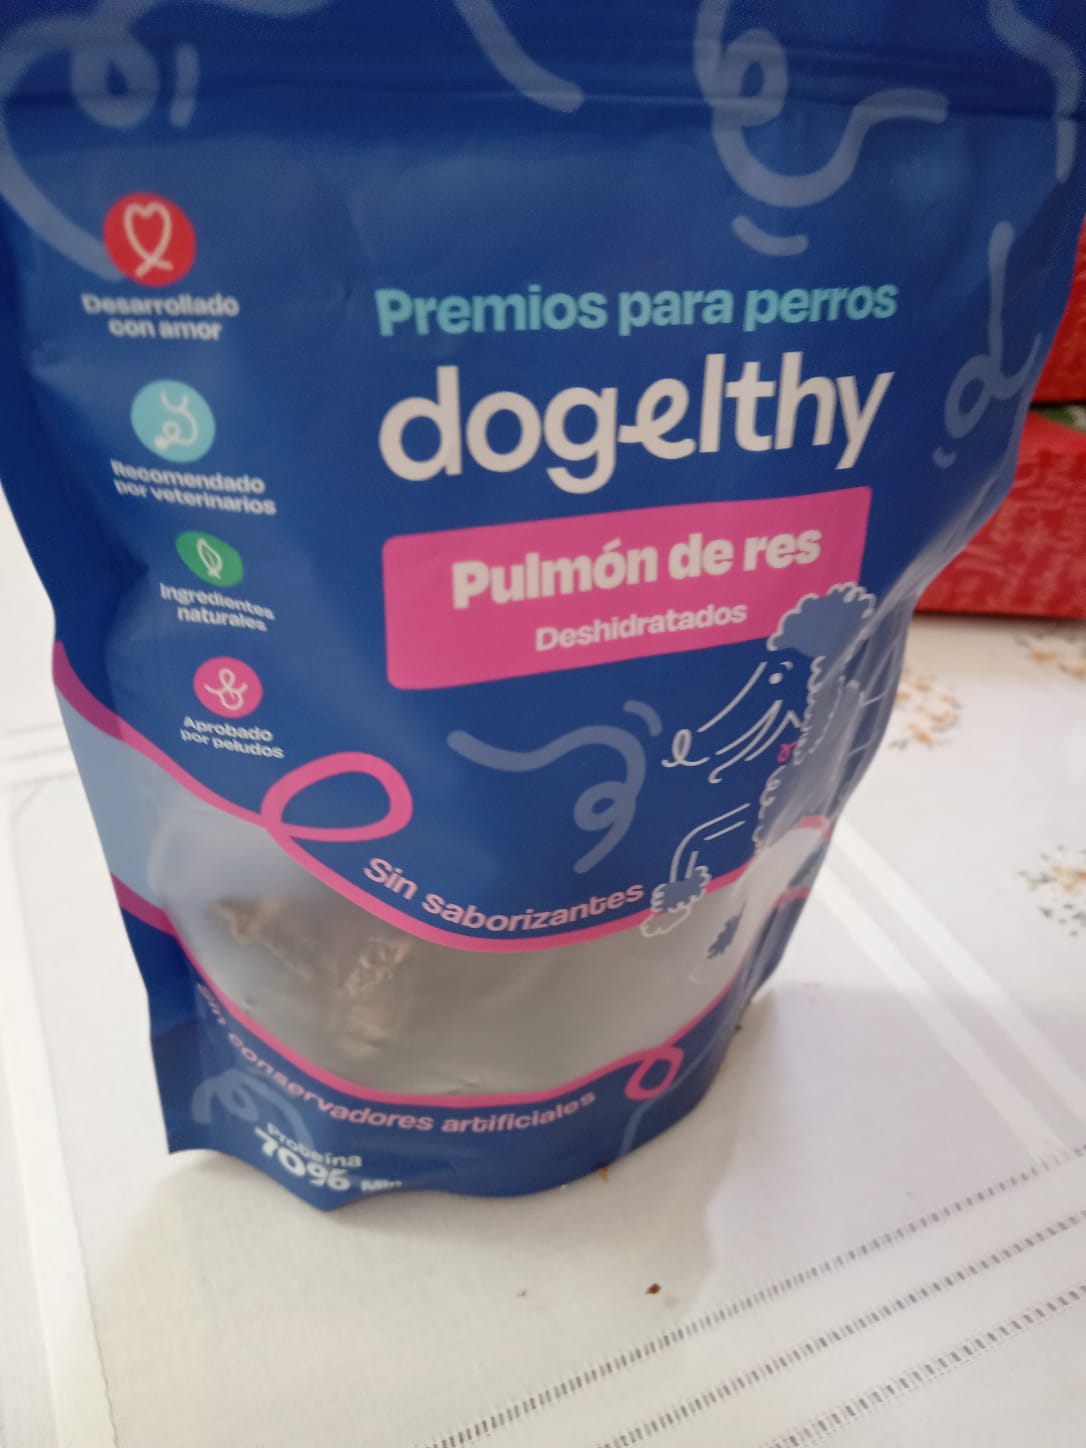 Premios para perros
dogelthy
Pulmón de res
Deshidratados
Desarrollado
con amor
Recomendado
por veterinarios
Ingredientes
naturales
Aprobado
por peludos
Sin saborizantes
Sin conservadores artificiales
Proteína
70% Min